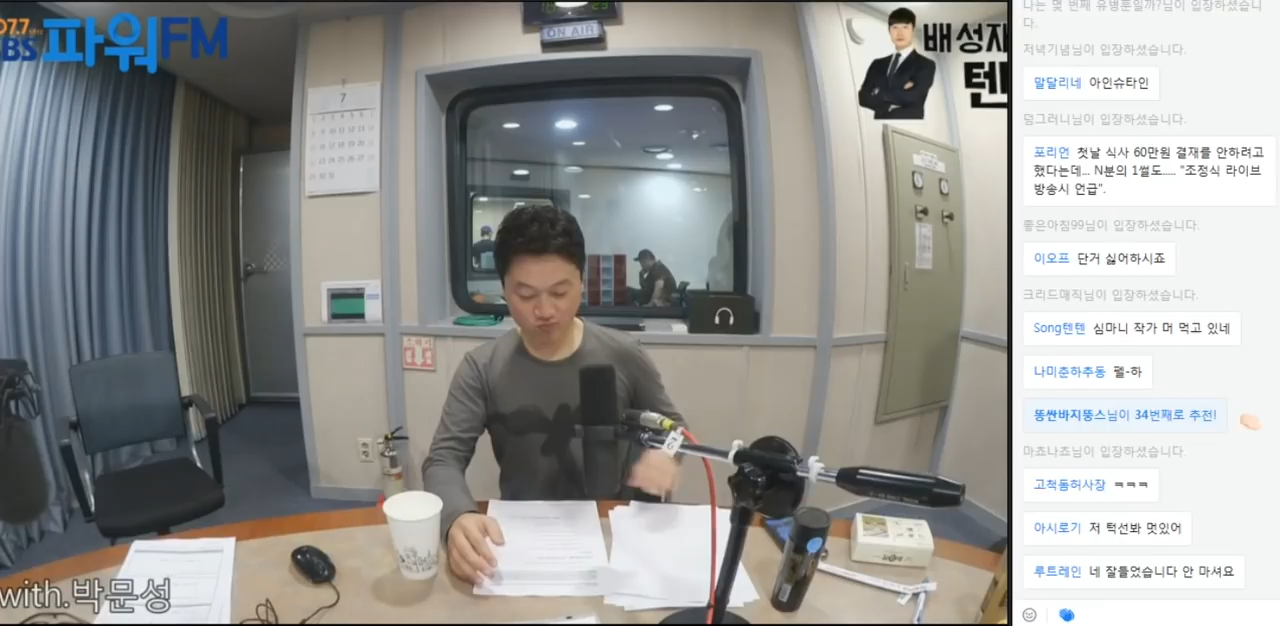 107.7
SBS 파워FM
ON AIR
배성재
텐
7
with.박문성
나는 몇 번째 유병훈일까?님이 입장하셨습니
다.
저녁기념님이 입장하셨습니다.
말달리네 아인슈타인
덩그러니님이 입장하셨습니다.
포리언 첫날 식사 60만원 결재를 안하려고
했다는데... N분의 1썰도..... "조정식 라이브
방송시 언급".
좋은아침99님이 입장하셨습니다.
이오프 단거 싫어하시죠
크리드매직님이 입장하셨습니다.
Song텐텐 심마니 작가 머 먹고 있네
나미춘하추동 펠-하
똥싼바지뚱스님이 34번째로 추천!
마쵸나쵸님이 입장하셨습니다.
고척돔허사장 ㅋㅋㅋ
아시로기 저 턱선봐 멋있어
루트레인 네 잘들었습니다 안 마셔요